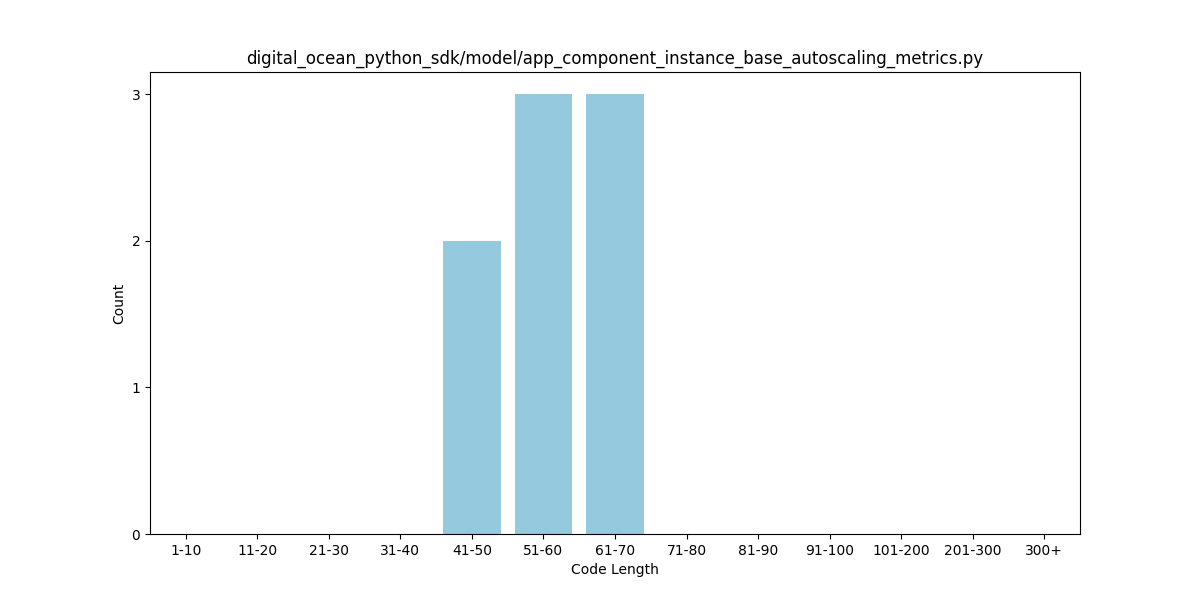 digital_ocean_python_sdk/model/app_component_instance_base_autoscaling_metrics.py
3
2
1
0
Count
1-10 11-20 21-30 31-40 41-50 51-60 61-70 71-80 81-90 91-100 101-200 201-300 300+
Code Length